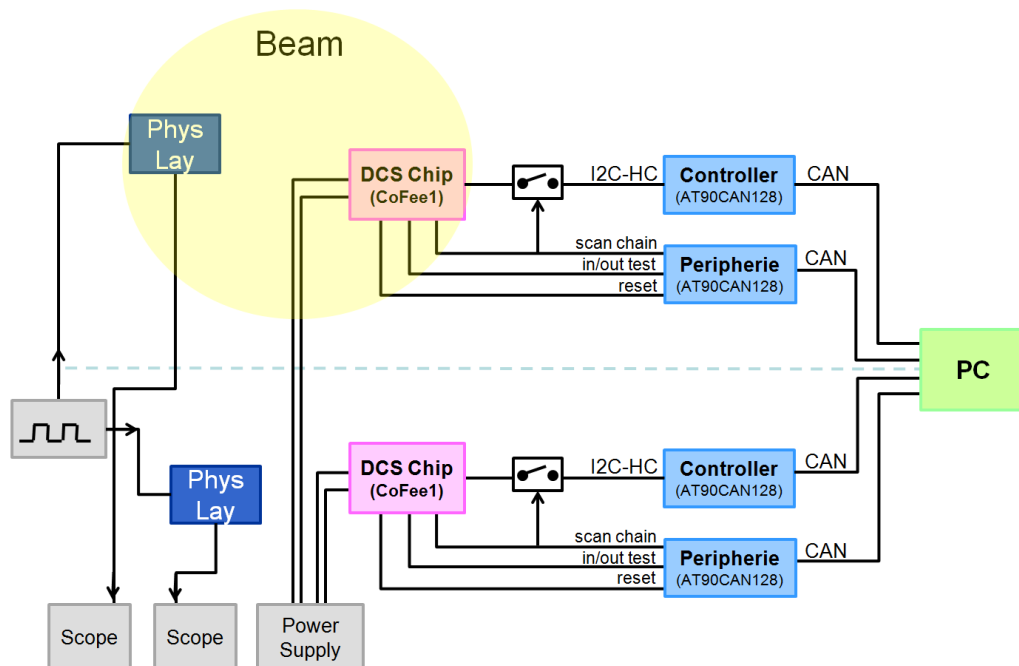 Beam
Phys
Lay
DCS Chip
(CoFee1)
I2C-HC
Controller
(AT90CAN128)
CAN
scan chain
in/out test
reset
Peripherie
(AT90CAN128)
CAN
PC
Phys
Lay
DCS Chip
(CoFee1)
I2C-HC
Controller
(AT90CAN128)
CAN
scan chain
in/out test
reset
Peripherie
(AT90CAN128)
CAN
Scope
Scope
Power
Supply